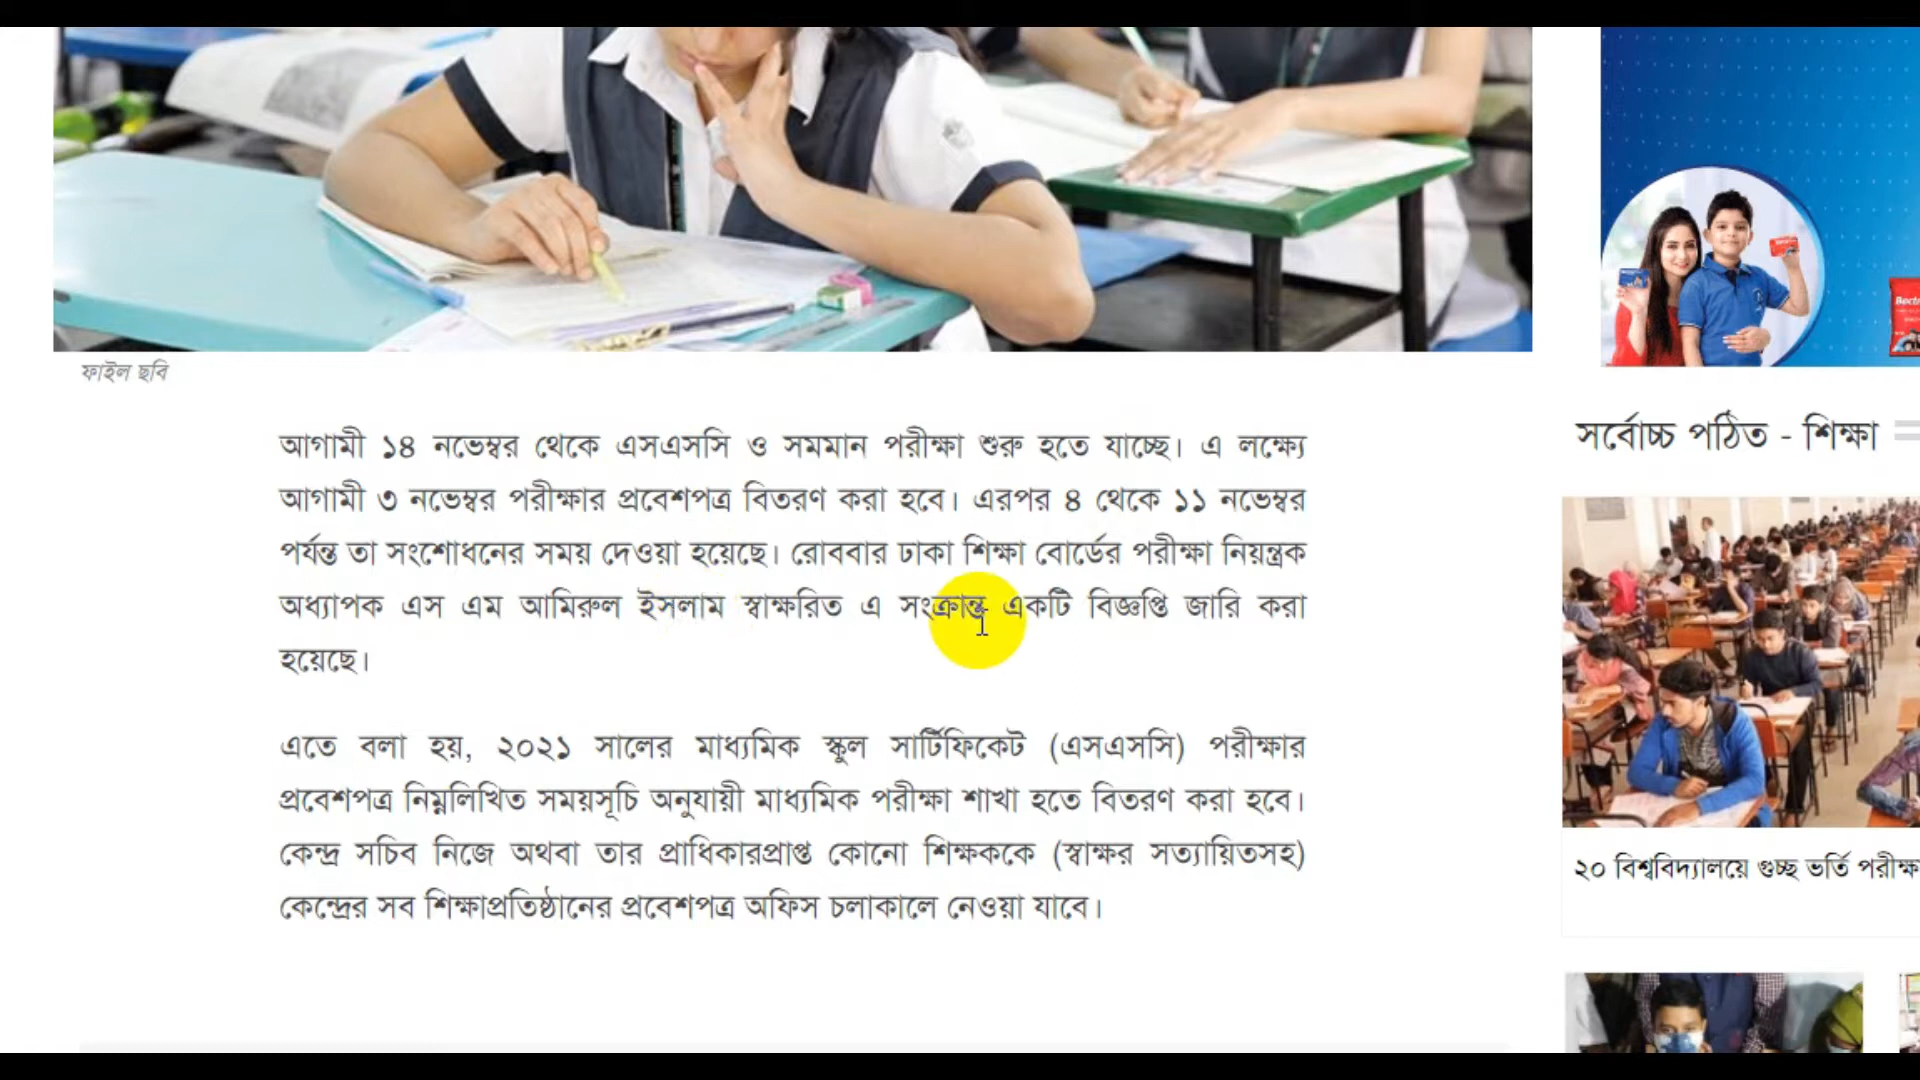 ফাইল ছবি
আগামী ১৪ নভেম্বর থেকে এসএসসি ও সমমান পরীক্ষা শুরু হতে যাচ্ছে। এ লক্ষ্যে
আগামী ৩ নভেম্বর পরীক্ষার প্রবেশপত্র বিতরণ করা হবে। এরপর ৪ থেকে ১১ নভেম্বর
পর্যন্ত তা সংশোধনের সময় দেওয়া হয়েছে। রোববার ঢাকা শিক্ষা বোর্ডের পরীক্ষা নিয়ন্ত্রক
অধ্যাপক এস এম আমিরুল ইসলাম স্বাক্ষরিত এ সংক্রান্ত একটি বিজ্ঞপ্তি জারি করা
হয়েছে।
এতে বলা হয়, ২০২১ সালের মাধ্যমিক স্কুল সার্টিফিকেট (এসএসসি) পরীক্ষার
প্রবেশপত্র নিম্নলিখিত সময়সূচি অনুযায়ী মাধ্যমিক পরীক্ষা শাখা হতে বিতরণ করা হবে।
কেন্দ্র সচিব নিজে অথবা তার প্রাধিকারপ্রাপ্ত কোনো শিক্ষককে (স্বাক্ষর সত্যায়িতসহ)
কেন্দ্রের সব শিক্ষাপ্রতিষ্ঠানের প্রবেশপত্র অফিস চলাকালে নেওয়া যাবে।
সর্বোচ্চ পঠিত - শিক্ষা
২০ বিশ্ববিদ্যালয়ে গুচ্ছ ভর্তি